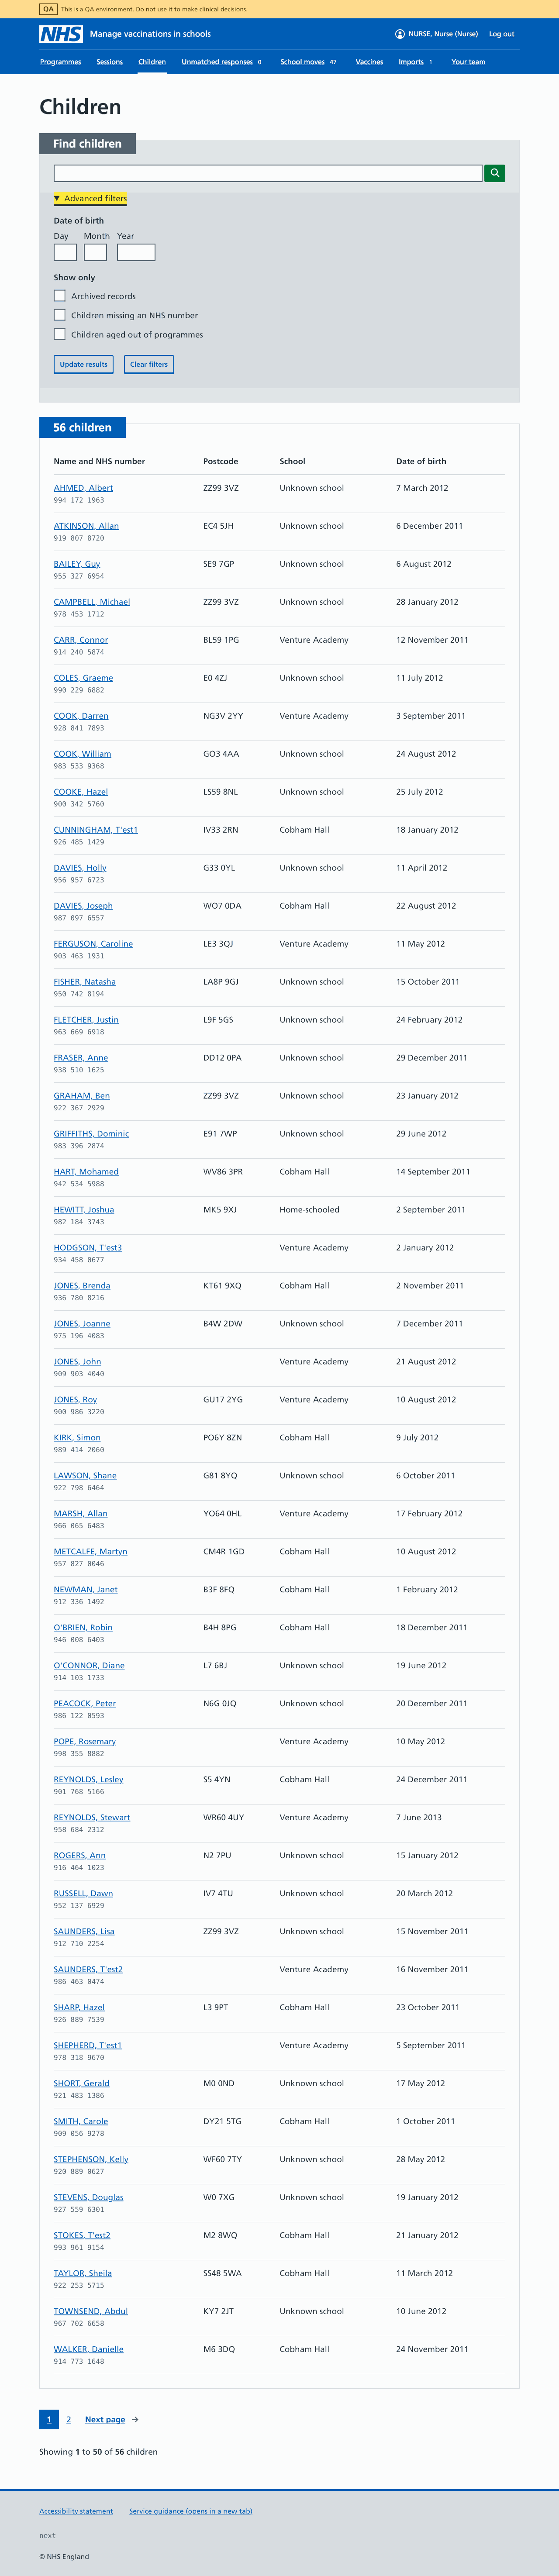 QA This is a QA environment. Do not use it to make clinical decisions.
NHS Manage vaccinations in schools NURSE, Nurse (Nurse) Log out
Programmes Sessions Children Unmatched responses 0 School moves 47 Vaccines Imports 1 Your team
Children
Find children
Advanced filters
Date of birth
Day Month Year
Show only
Archived records
Children missing an NHS number
Children aged out of programmes
Update results Clear filters
56 children
Name and NHS number Postcode School Date of birth
AHMED, Albert ZZ99 3VZ Unknown school 7 March 2012
994 172 1963
ATKINSON, Allan EC4 5JH Unknown school 6 December 2011
919 807 8720
BAILEY, Guy SE9 7GP Unknown school 6 August 2012
955 327 6954
CAMPBELL, Michael ZZ99 3VZ Unknown school 28 January 2012
978 453 1712
CARR, Connor BL59 1PG Venture Academy 12 November 2011
914 240 5874
COLES, Graeme E0 4ZJ Unknown school 11 July 2012
990 229 6882
COOK, Darren NG3V 2YY Venture Academy 3 September 2011
928 841 7893
COOK, William GO3 4AA Unknown school 24 August 2012
983 533 9368
COOKE, Hazel LS59 8NL Unknown school 25 July 2012
900 342 5760
CUNNINGHAM, T'est1 IV33 2RN Cobham Hall 18 January 2012
926 485 1429
DAVIES, Holly G33 0YL Unknown school 11 April 2012
956 957 6723
DAVIES, Joseph WO7 0DA Cobham Hall 22 August 2012
987 097 6557
FERGUSON, Caroline LE3 3QJ Venture Academy 11 May 2012
903 463 1931
FISHER, Natasha LA8P 9GJ Unknown school 15 October 2011
950 742 8194
FLETCHER, Justin L9F 5GS Unknown school 24 February 2012
963 669 6918
FRASER, Anne DD12 0PA Unknown school 29 December 2011
938 510 1625
GRAHAM, Ben ZZ99 3VZ Unknown school 23 January 2012
922 367 2929
GRIFFITHS, Dominic E91 7WP Unknown school 29 June 2012
983 396 2874
HART, Mohamed WV86 3PR Cobham Hall 14 September 2011
942 534 5988
HEWITT, Joshua MK5 9XJ Home-schooled 2 September 2011
982 184 3743
HODGSON, T'est3 Venture Academy 2 January 2012
934 458 0677
JONES, Brenda KT61 9XQ Cobham Hall 2 November 2011
936 780 8216
JONES, Joanne B4W 2DW Unknown school 7 December 2011
975 196 4083
JONES, John Venture Academy 21 August 2012
909 903 4040
JONES, Roy GU17 2YG Venture Academy 10 August 2012
900 986 3220
KIRK, Simon PO6Y 8ZN Cobham Hall 9 July 2012
989 414 2060
LAWSON, Shane G81 8YQ Unknown school 6 October 2011
922 798 6464
MARSH, Allan YO64 0HL Venture Academy 17 February 2012
966 065 6483
METCALFE, Martyn CM4R 1GD Cobham Hall 10 August 2012
957 827 0046
NEWMAN, Janet B3F 8FQ Cobham Hall 1 February 2012
912 336 1492
O'BRIEN, Robin B4H 8PG Cobham Hall 18 December 2011
946 008 6403
O'CONNOR, Diane L7 6BJ Unknown school 19 June 2012
914 103 1733
PEACOCK, Peter N6G 0JQ Unknown school 20 December 2011
986 122 0593
POPE, Rosemary Venture Academy 10 May 2012
998 355 8882
REYNOLDS, Lesley S5 4YN Cobham Hall 24 December 2011
901 768 5166
REYNOLDS, Stewart WR60 4UY Venture Academy 7 June 2013
958 684 2312
ROGERS, Ann N2 7PU Unknown school 15 January 2012
916 464 1023
RUSSELL, Dawn IV7 4TU Unknown school 20 March 2012
952 137 6929
SAUNDERS, Lisa ZZ99 3VZ Unknown school 15 November 2011
912 710 2254
SAUNDERS, T'est2 Venture Academy 16 November 2011
986 463 0474
SHARP, Hazel L3 9PT Cobham Hall 23 October 2011
926 889 7539
SHEPHERD, T'est1 Venture Academy 5 September 2011
978 318 9670
SHORT, Gerald M0 0ND Unknown school 17 May 2012
921 483 1386
SMITH, Carole DY21 5TG Cobham Hall 1 October 2011
909 056 9278
STEPHENSON, Kelly WF60 7TY Unknown school 28 May 2012
920 889 0627
STEVENS, Douglas W0 7XG Unknown school 19 January 2012
927 559 6301
STOKES, T'est2 M2 8WQ Cobham Hall 21 January 2012
993 961 9154
TAYLOR, Sheila SS48 5WA Cobham Hall 11 March 2012
922 253 5715
TOWNSEND, Abdul KY7 2JT Unknown school 10 June 2012
967 702 6658
WALKER, Danielle M6 3DQ Cobham Hall 24 November 2011
914 773 1648
1 2 Next page
Showing 1 to 50 of 56 children
Accessibility statement Service guidance (opens in a new tab)
next
© NHS England